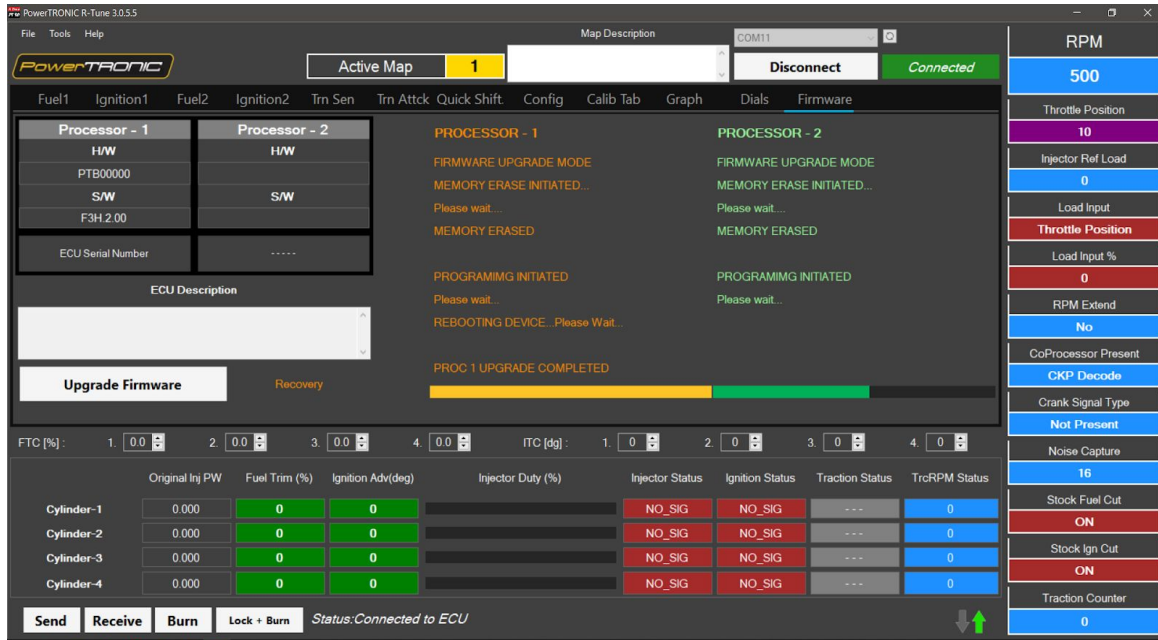 PowerTRONIC R-Tune 3.0.5.5
File Tools Help
Map Description
COM11
PowerTRONIC
Active Map 1
Disconnect
Connected
Fuel1 Ignition1 Fuel2 Ignition2 Trn Sen Trn Attck Quick Shift. Config Calib Tab Graph Dials Firmware
Processor - 1 Processor - 2
H/W H/W
PTB00000
S/W S/W
F3H.2.00
ECU Serial Number -----
ECU Description
Upgrade Firmware
Recovery
PROCESSOR - 1
FIRMWARE UPGRADE MODE
MEMORY ERASE INITIATED...
Please wait....
MEMORY ERASED
PROGRAMIMG INITIATED
Please wait...
REBOOTING DEVICE...Please Wait...
PROC 1 UPGRADE COMPLETED
PROCESSOR - 2
FIRMWARE UPGRADE MODE
MEMORY ERASE INITIATED...
Please wait....
MEMORY ERASED
PROGRAMIMG INITIATED
Please wait...
FTC [%] : 1. 0.0 2. 0.0 3. 0.0 4. 0.0 ITC [dg] : 1. 0 2. 0 3. 0 4. 0
Original Inj PW Fuel Trim (%) Ignition Adv(deg) Injector Duty (%) Injector Status Ignition Status Traction Status TrcRPM Status
Cylinder-1 0.000 0 0 NO_SIG NO_SIG --- 0
Cylinder-2 0.000 0 0 NO_SIG NO_SIG --- 0
Cylinder-3 0.000 0 0 NO_SIG NO_SIG --- 0
Cylinder-4 0.000 0 0 NO_SIG NO_SIG --- 0
Send Receive Burn Lock + Burn Status:Connected to ECU
RPM
500
Throttle Position
10
Injector Ref Load
0
Load Input
Throttle Position
Load Input %
0
RPM Extend
No
CoProcessor Present
CKP Decode
Crank Signal Type
Not Present
Noise Capture
16
Stock Fuel Cut
ON
Stock Ign Cut
ON
Traction Counter
0